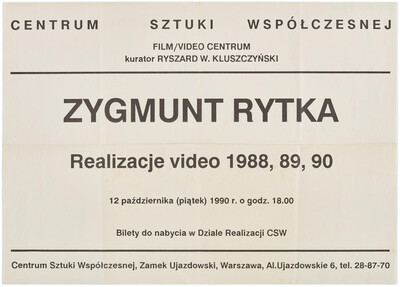 CENTRUM SZTUKI WSPÓŁCZESNEJ
FILM/VIDEO CENTRUM
kurator RYSZARD W. KLUSZCZYŃSKI
ZYGMUNT RYTKA
Realizacje video 1988, 89, 90
12 października (piątek) 1990 r. o godz. 18.00
Bilety do nabycia w Dziale Realizacji CSW
Centrum Sztuki Współczesnej, Zamek Ujazdowski, Warszawa, Al.Ujazdowskie 6, tel. 28-87-70